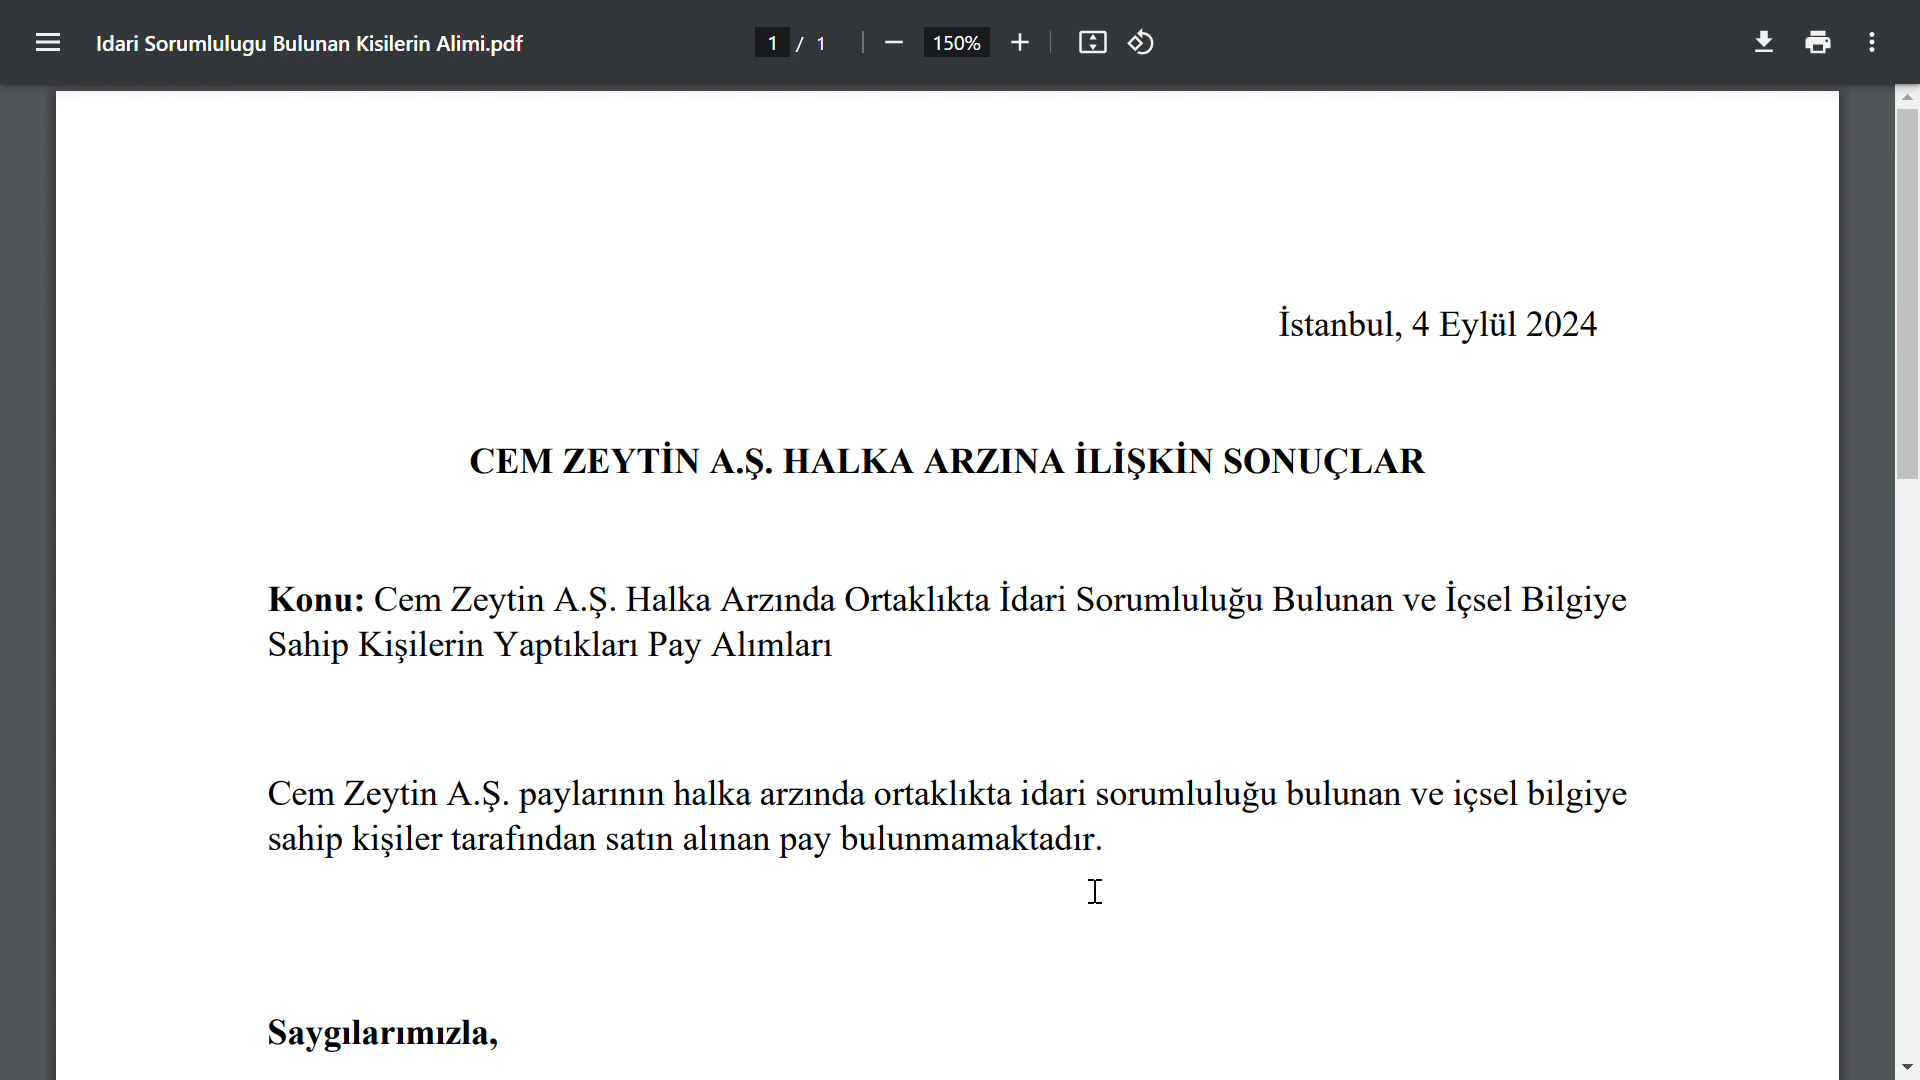 Idari Sorumlulugu Bulunan Kisilerin Alimi.pdf
1 / 1
150%
İstanbul, 4 Eylül 2024
CEM ZEYTİN A.Ş. HALKA ARZINA İLİŞKİN SONUÇLAR
Konu: Cem Zeytin A.Ş. Halka Arzında Ortaklıkta İdari Sorumluluğu Bulunan ve İçsel Bilgiye
Sahip Kişilerin Yaptıkları Pay Alımları
Cem Zeytin A.Ş. paylarının halka arzında ortaklıkta idari sorumluluğu bulunan ve içsel bilgiye
sahip kişiler tarafından satın alınan pay bulunmamaktadır.
Saygılarımızla,